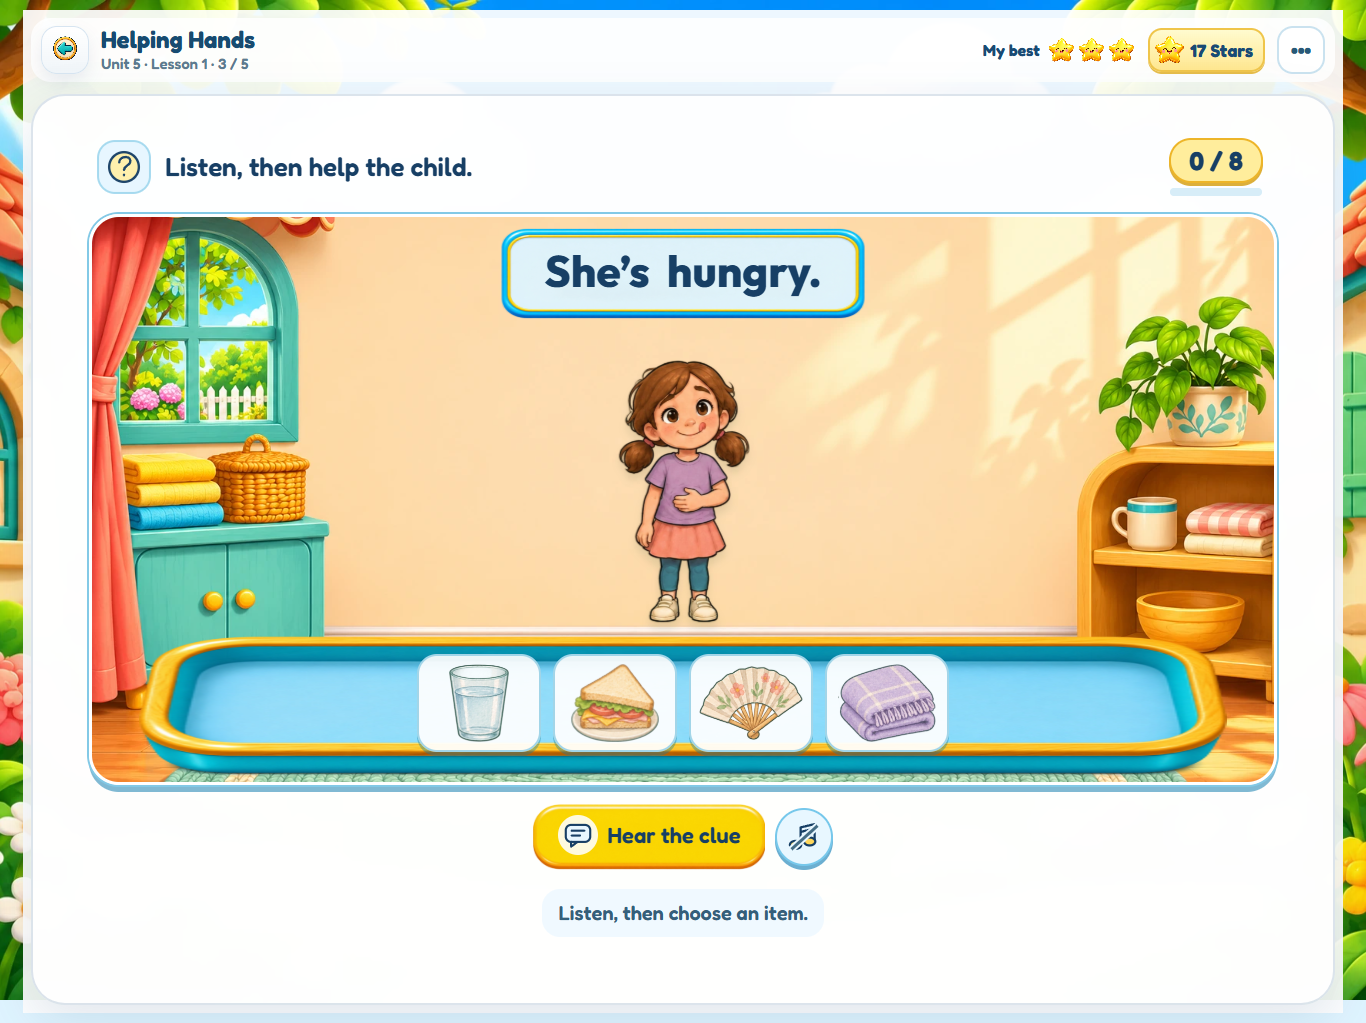 Helping Hands
Unit 5 · Lesson 1 · 3 / 5
My best
17 Stars
Listen, then help the child.
0 / 8
She’s hungry.
Hear the clue
Listen, then choose an item.